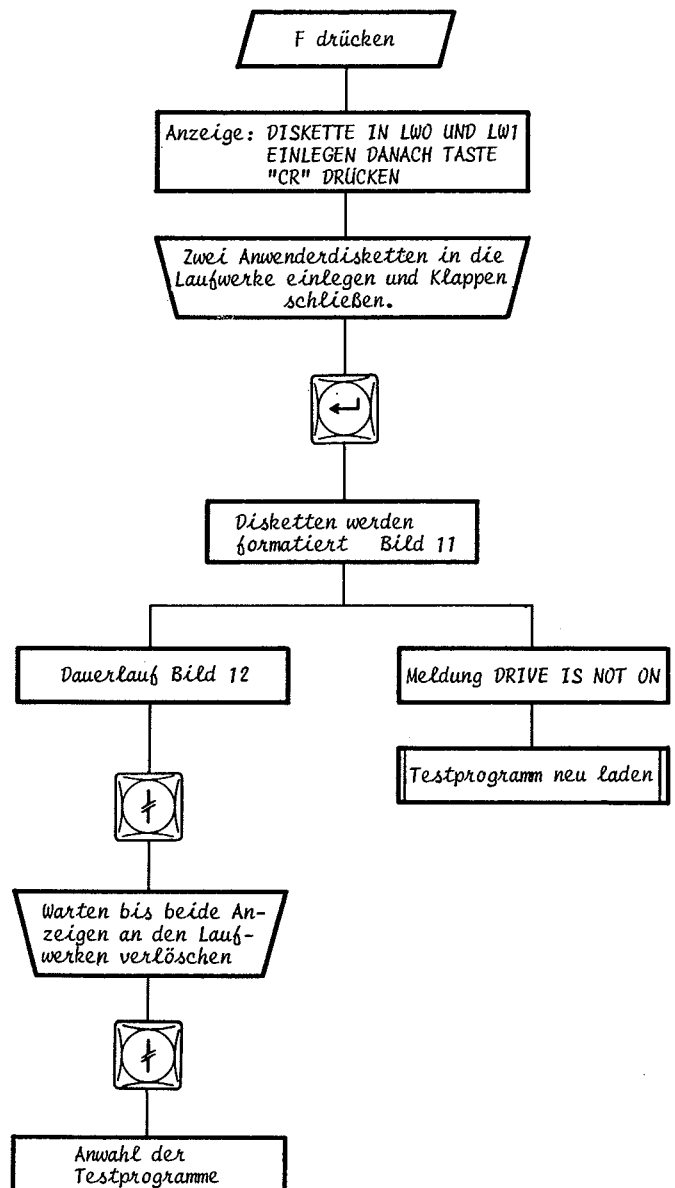 F drücken
Anzeige: DISKETTE IN LW0 UND LW1
EINLEGEN DANACH TASTE
"CR" DRÜCKEN
Zwei Anwenderdisketten in die
Laufwerke einlegen und Klappen
schließen.
Disketten werden
formatiert Bild 11
Dauerlauf Bild 12
Meldung DRIVE IS NOT ON
Testprogramm neu laden
Warten bis beide An-
zeigen an den Lauf-
werken verlöschen
Anwahl der
Testprogramme